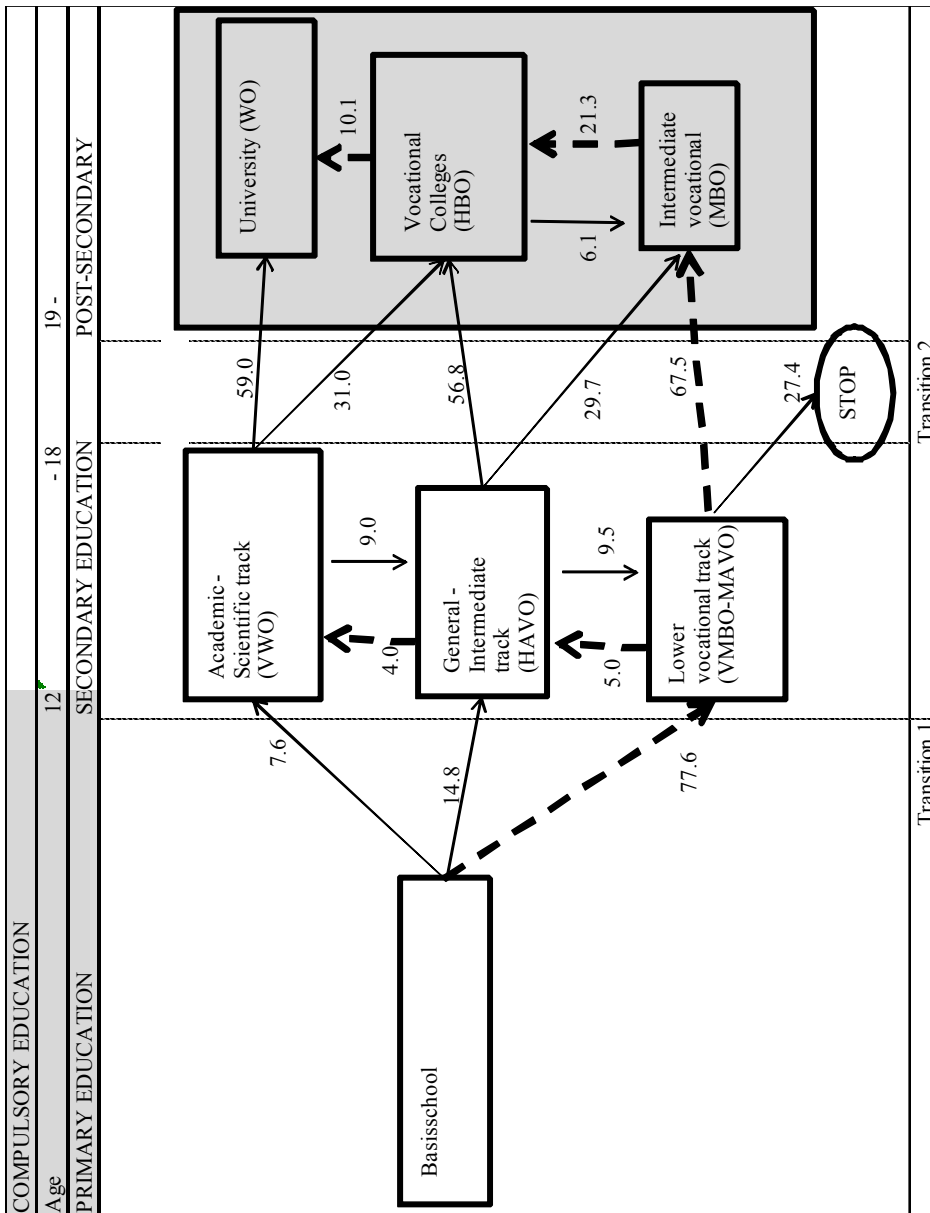 COMPULSORY EDUCATION
Age
12
- 18
19 -
PRIMARY EDUCATION
SECONDARY EDUCATION
POST-SECONDARY
Basisschool
7.6
14.8
77.6
Academic -
Scientific track
(VWO)
4.0
9.0
General -
Intermediate
track
(HAVO)
5.0
9.5
Lower
vocational track
(VMBO-MAVO)
59.0
31.0
56.8
29.7
67.5
27.4
STOP
University (WO)
10.1
Vocational
Colleges
(HBO)
6.1
21.3
Intermediate
vocational
(MBO)
Transition 1
Transition 2